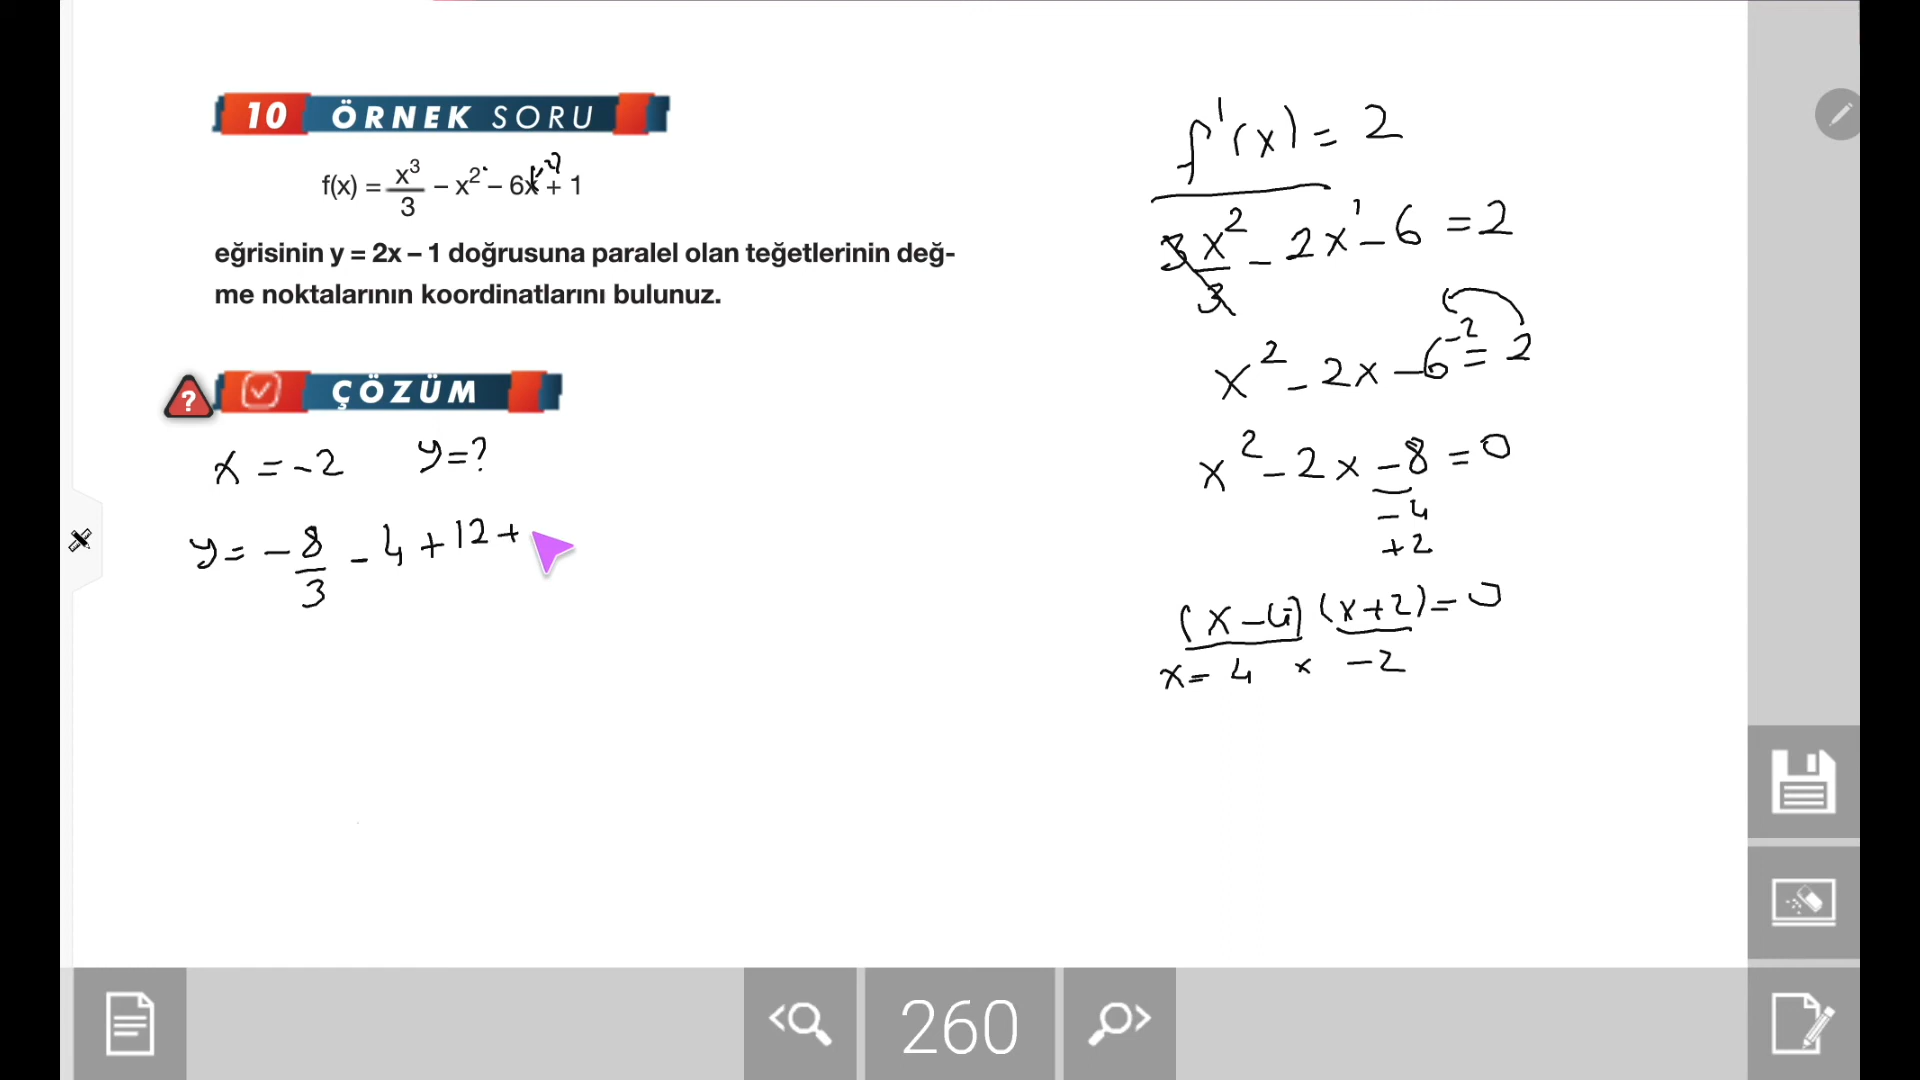 10 ÖRNEK SORU
f(x) = x³/3 – x² – 6x + 1
eğrisinin y = 2x – 1 doğrusuna paralel olan teğetlerinin değ-
me noktalarının koordinatlarını bulunuz.
? ÇÖZÜM
x = -2 y = ?
y = - 8/3 - 4 + 12 +
f'(x) = 2
3x²/3 - 2x¹ - 6 = 2
x² - 2x - 6 -2 = 2
x² - 2x - 8 = 0
- 4
+ 2
(x - 4) (x + 2) = 0
x = 4 x -2
260